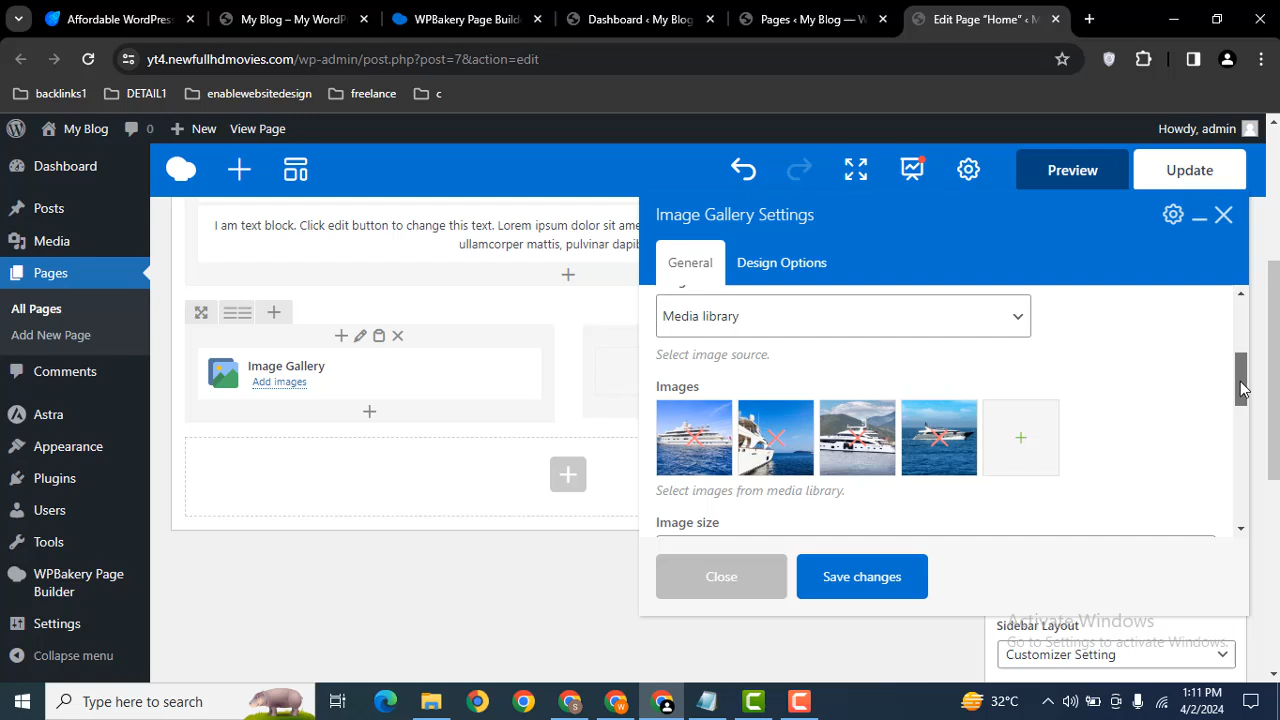 Affordable WordPress
My Blog – My WordP
WPBakery Page Build
Dashboard ‹ My Blog
Pages ‹ My Blog — W
Edit Page "Home" ‹ M
yt4.newfullhdmovies.com/wp-admin/post.php?post=7&action=edit
backlinks1
DETAIL1
enablewebsitedesign
freelance
c
My Blog
0
New
View Page
Howdy, admin
Dashboard
Posts
Media
Pages
All Pages
Add New Page
Comments
Astra
Appearance
Plugins
Users
Tools
WPBakery Page
Builder
Settings
Collapse menu
Preview
Update
I am text block. Click edit button to change this text. Lorem ipsum dolor sit am
ullamcorper mattis, pulvinar dapib
Image Gallery
Add images
Image Gallery Settings
General
Design Options
Media library
Select image source.
Images
Select images from media library.
Image size
Close
Save changes
Activate Windows
Go to Settings to activate Windows.
Sidebar Layout
Customizer Setting
Type here to search
32°C
1:11 PM
4/2/2024